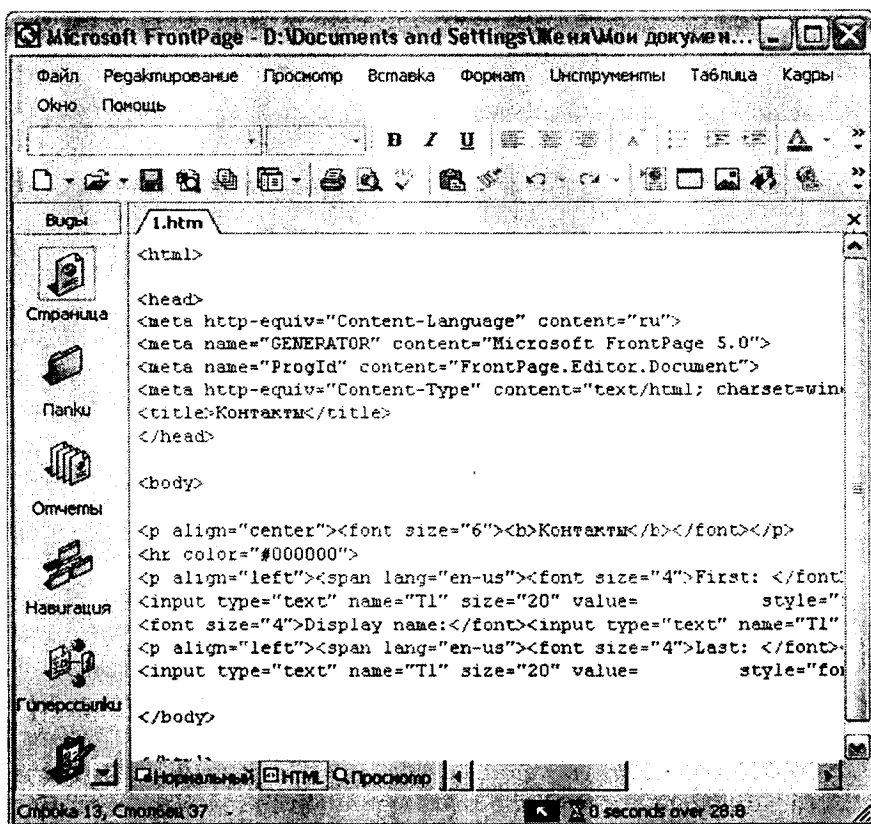 Microsoft FrontPage - D:\Documents and Settings\Женя\Мои докумен...
Файл Редактирование Просмотр Вставка Формат Инструменты Таблица Кадры
Окно Помощь
B I U A
Виды
1.htm
Страница
Папки
Отчеты
Навигация
Гиперссылки
<html>
<head>
<meta http-equiv="Content-Language" content="ru">
<meta name="GENERATOR" content="Microsoft FrontPage 5.0">
<meta name="ProgId" content="FrontPage.Editor.Document">
<meta http-equiv="Content-Type" content="text/html; charset=win
<title>Контакты</title>
</head>
<body>
<p align="center"><font size="6"><b>Контакты</b></font></p>
<hr color="#000000">
<p align="left"><span lang="en-us"><font size="4">First: </font>
<input type="text" name="T1" size="20" value= style="
<font size="4">Display name:</font><input type="text" name="T1"
<p align="left"><span lang="en-us"><font size="4">Last: </font>
<input type="text" name="T1" size="20" value= style="fo
</body>
Нормальный HTML Просмотр
Строка 13, Столбец 37 0 seconds over 28.8